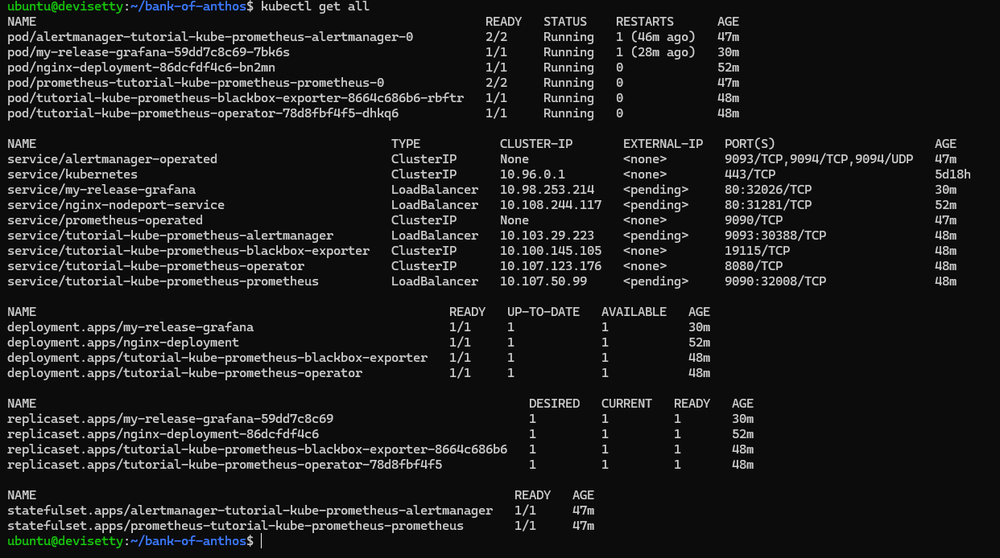 ubuntu@devisetty:~/bank-of-anthos$ kubectl get all
NAME READY STATUS RESTARTS AGE
pod/alertmanager-tutorial-kube-prometheus-alertmanager-0 2/2 Running 1 (46m ago) 47m
pod/my-release-grafana-59dd7c8c69-7bk6s 1/1 Running 1 (28m ago) 30m
pod/nginx-deployment-86dcfdf4c6-bn2mn 1/1 Running 0 52m
pod/prometheus-tutorial-kube-prometheus-prometheus-0 2/2 Running 0 47m
pod/tutorial-kube-prometheus-blackbox-exporter-8664c686b6-rbftr 1/1 Running 0 48m
pod/tutorial-kube-prometheus-operator-78d8fbf4f5-dhkq6 1/1 Running 0 48m
NAME TYPE CLUSTER-IP EXTERNAL-IP PORT(S) AGE
service/alertmanager-operated ClusterIP None <none> 9093/TCP,9094/TCP,9094/UDP 47m
service/kubernetes ClusterIP 10.96.0.1 <none> 443/TCP 5d18h
service/my-release-grafana LoadBalancer 10.98.253.214 <pending> 80:32026/TCP 30m
service/nginx-nodeport-service LoadBalancer 10.108.244.117 <pending> 80:31281/TCP 52m
service/prometheus-operated ClusterIP None <none> 9090/TCP 47m
service/tutorial-kube-prometheus-alertmanager LoadBalancer 10.103.29.223 <pending> 9093:30388/TCP 48m
service/tutorial-kube-prometheus-blackbox-exporter ClusterIP 10.100.145.105 <none> 19115/TCP 48m
service/tutorial-kube-prometheus-operator ClusterIP 10.107.123.176 <none> 8080/TCP 48m
service/tutorial-kube-prometheus-prometheus LoadBalancer 10.107.50.99 <pending> 9090:32008/TCP 48m
NAME READY UP-TO-DATE AVAILABLE AGE
deployment.apps/my-release-grafana 1/1 1 1 30m
deployment.apps/nginx-deployment 1/1 1 1 52m
deployment.apps/tutorial-kube-prometheus-blackbox-exporter 1/1 1 1 48m
deployment.apps/tutorial-kube-prometheus-operator 1/1 1 1 48m
NAME DESIRED CURRENT READY AGE
replicaset.apps/my-release-grafana-59dd7c8c69 1 1 1 30m
replicaset.apps/nginx-deployment-86dcfdf4c6 1 1 1 52m
replicaset.apps/tutorial-kube-prometheus-blackbox-exporter-8664c686b6 1 1 1 48m
replicaset.apps/tutorial-kube-prometheus-operator-78d8fbf4f5 1 1 1 48m
NAME READY AGE
statefulset.apps/alertmanager-tutorial-kube-prometheus-alertmanager 1/1 47m
statefulset.apps/prometheus-tutorial-kube-prometheus-prometheus 1/1 47m
ubuntu@devisetty:~/bank-of-anthos$